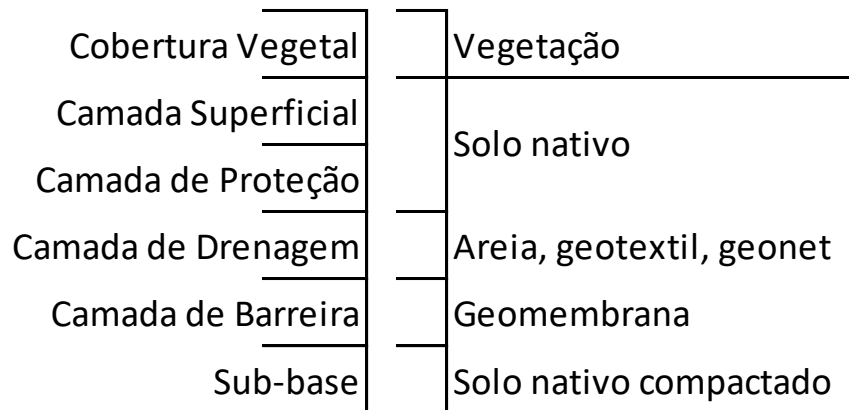 Cobertura Vegetal
Vegetação
Camada Superficial
Solo nativo
Camada de Proteção
Camada de Drenagem
Areia, geotextil, geonet
Camada de Barreira
Geomembrana
Sub-base
Solo nativo compactado